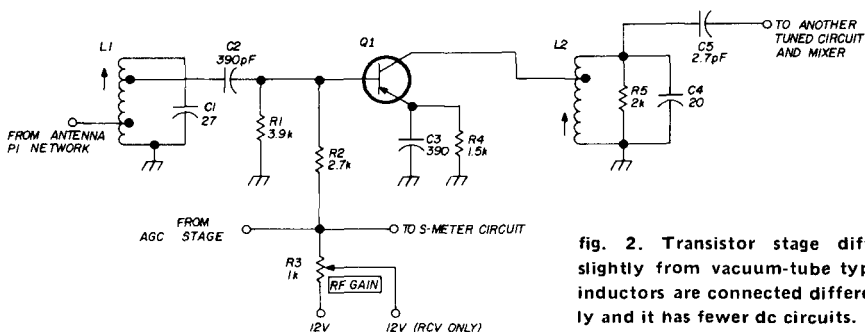 L1
C2
390pF
C1
27
FROM ANTENNA
PI NETWORK
R1
3.9k
R2
2.7k
Q1
C3
390
R4
1.5k
L2
R5
2k
C4
20
C5
2.7pF
TO ANOTHER
TUNED CIRCUIT
AND MIXER
FROM
AGC STAGE
TO S-METER CIRCUIT
R3
1k
RF GAIN
12V
12V (RCV ONLY)
fig. 2. Transistor stage diff
slightly from vacuum-tube typ
inductors are connected differe
ly and it has fewer dc circuits.